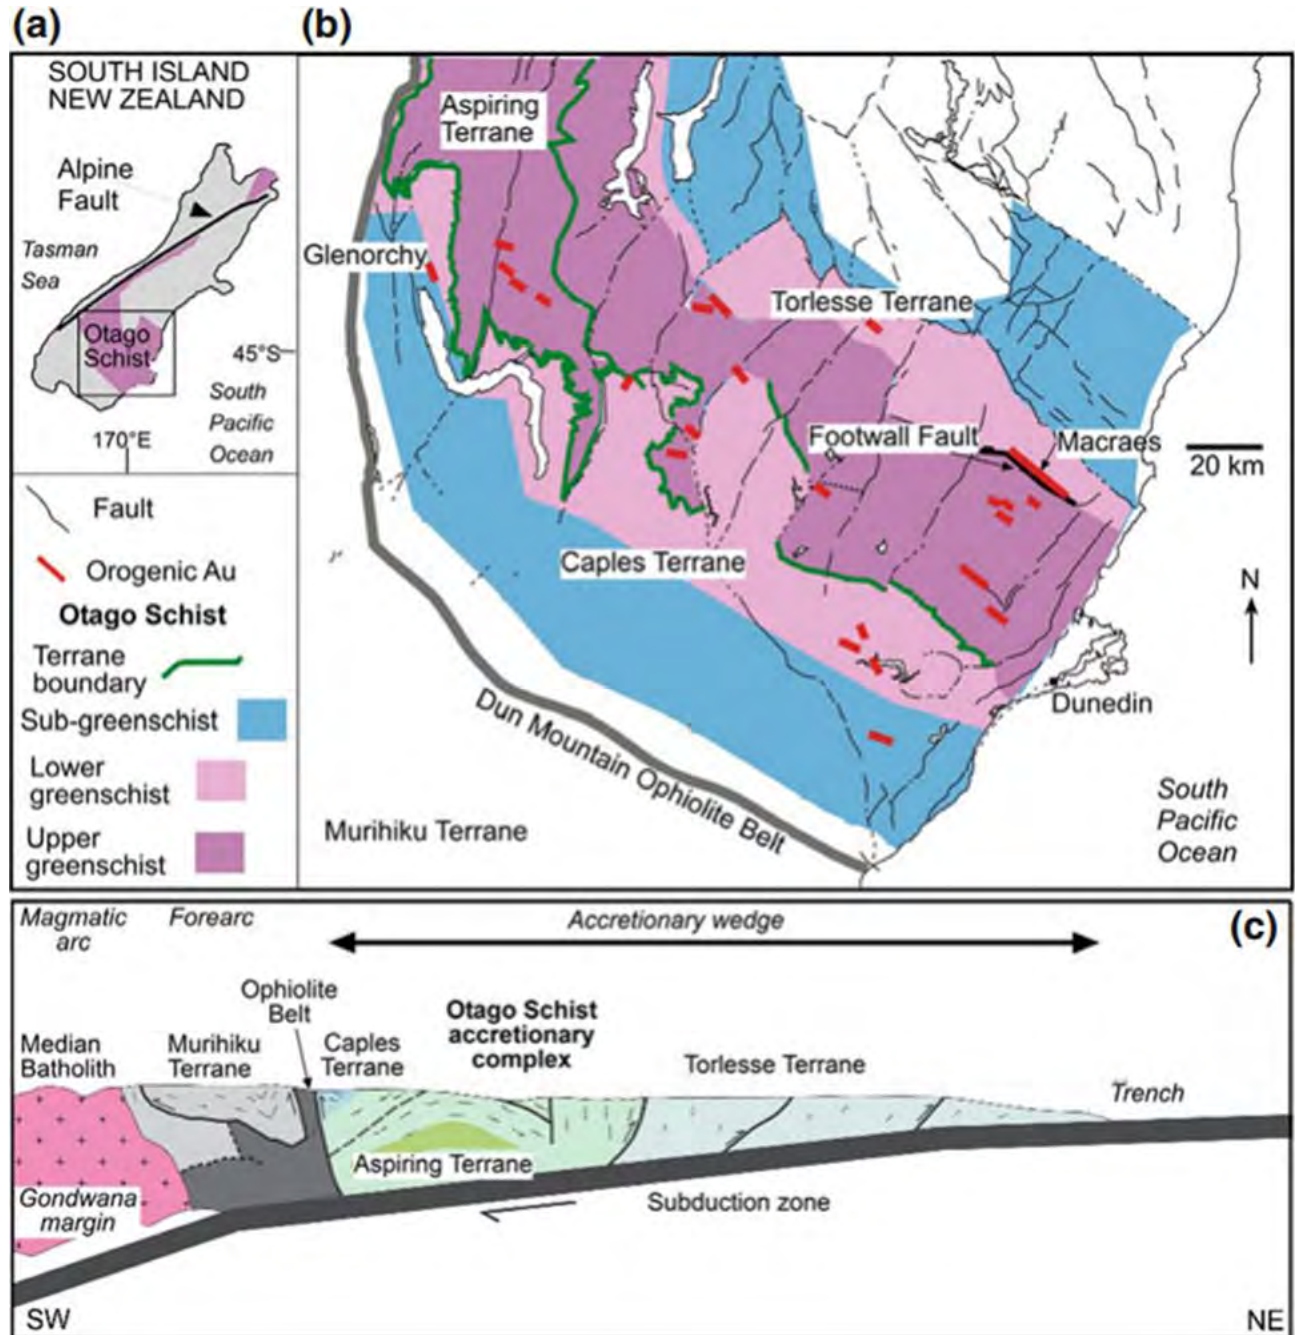 (a)
SOUTH ISLAND
NEW ZEALAND
Alpine
Fault
Tasman
Sea
Otago
Schist
45°S
170°E
South
Pacific
Ocean
Fault
Orogenic Au
Otago Schist
Terrane
boundary
Sub-greenschist
Lower
greenschist
Upper
greenschist
(b)
Aspiring
Terrane
Glenorchy
Torlesse Terrane
Footwall Fault
Macraes
20 km
Caples Terrane
N
Dunedin
Dun Mountain Ophiolite Belt
Murihiku Terrane
South
Pacific
Ocean
(c)
Magmatic
arc
Forearc
Accretionary wedge
Ophiolite
Belt
Otago Schist
accretionary
complex
Median
Batholith
Murihiku
Terrane
Caples
Terrane
Torlesse Terrane
Trench
Aspiring Terrane
Gondwana
margin
Subduction zone
SW
NE